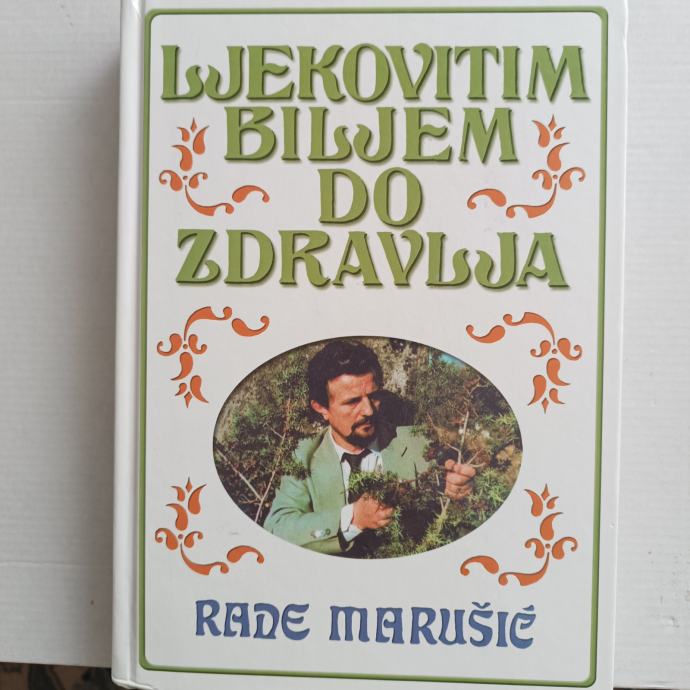 LJEKOVITIM
BILJEM
DO
ZDRAVLJA
RADE MARUŠIĆ